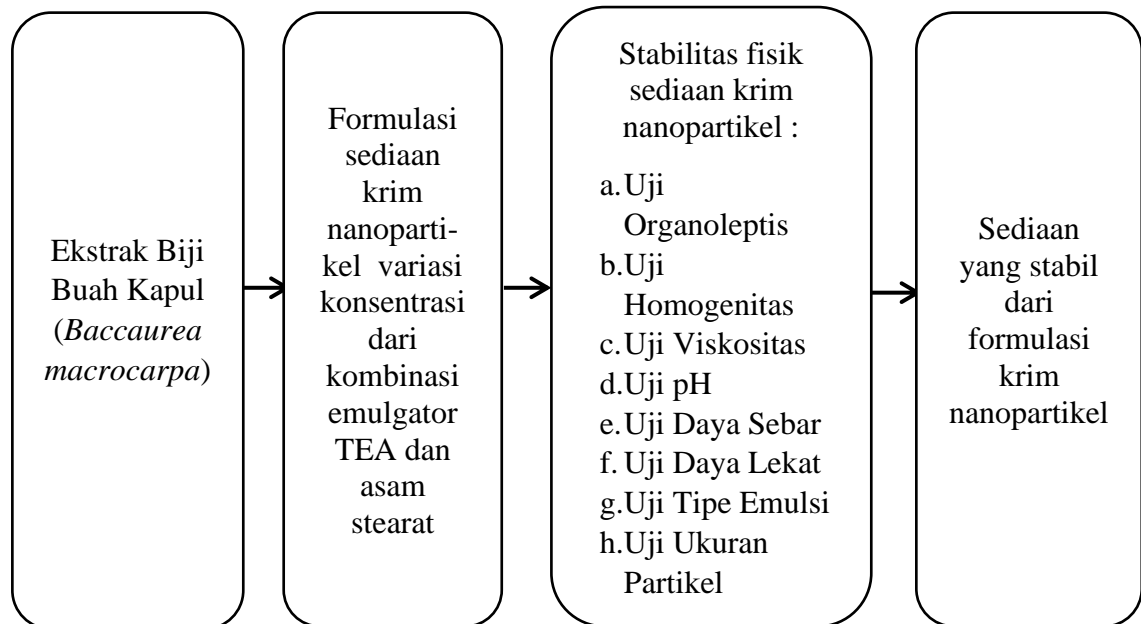 Ekstrak Biji
Buah Kapul
(Baccaurea
macrocarpa)
Formulasi
sediaan
krim
nanoparti-
kel variasi
konsentrasi
dari
kombinasi
emulgator
TEA dan
asam
stearat
Stabilitas fisik
sediaan krim
nanopartikel :
a.Uji
Organoleptis
b.Uji
Homogenitas
c.Uji Viskositas
d.Uji pH
e.Uji Daya Sebar
f. Uji Daya Lekat
g.Uji Tipe Emulsi
h.Uji Ukuran
Partikel
Sediaan
yang stabil
dari
formulasi
krim
nanopartikel